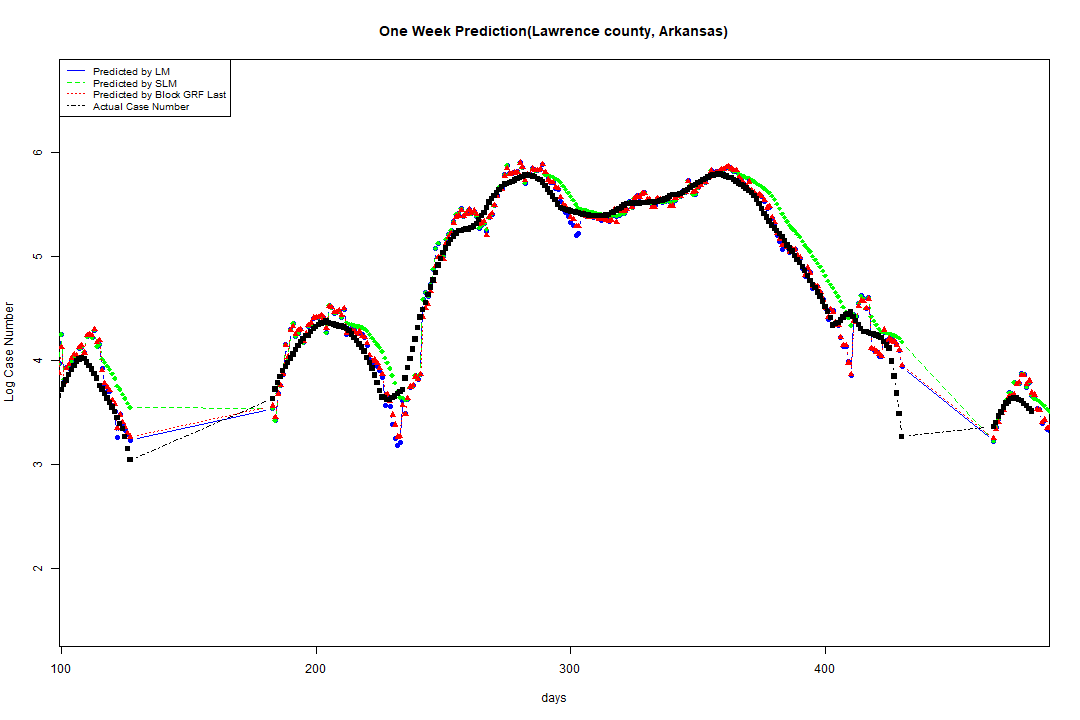 One Week Prediction(Lawrence county, Arkansas)
Predicted by LM
Predicted by SLM
Predicted by Block GRF Last
Actual Case Number
6
5
4
3
2
Log Case Number
100 200 300 400
days